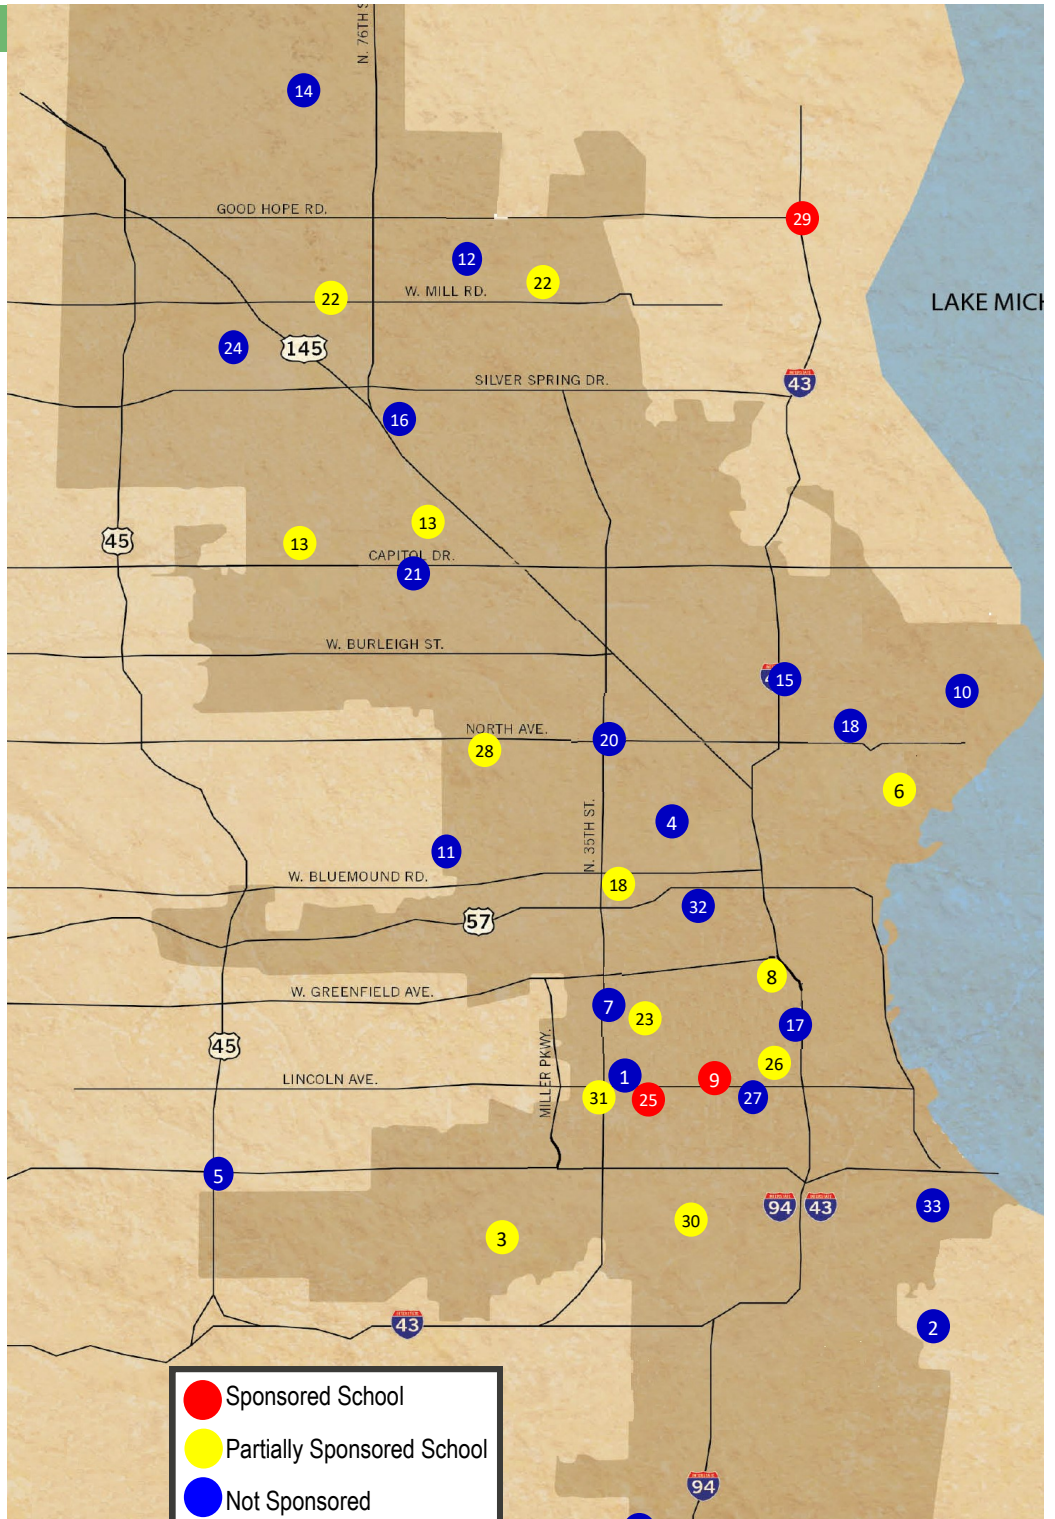 N. 76TH S
14
GOOD HOPE RD.
29
12
22
22
W. MILL RD.
LAKE MICH
24
145
SILVER SPRING DR.
43
16
13
13
45
CAPITOL DR.
21
W. BURLEIGH ST.
15
10
18
NORTH AVE.
20
28
6
N. 35TH ST.
4
11
W. BLUEMOUND RD.
18
32
57
8
W. GREENFIELD AVE.
7
23
17
MILLER PKWY.
45
26
1
9
LINCOLN AVE.
31
25
27
5
94
43
33
30
3
43
2
Sponsored School
Partially Sponsored School
Not Sponsored
94